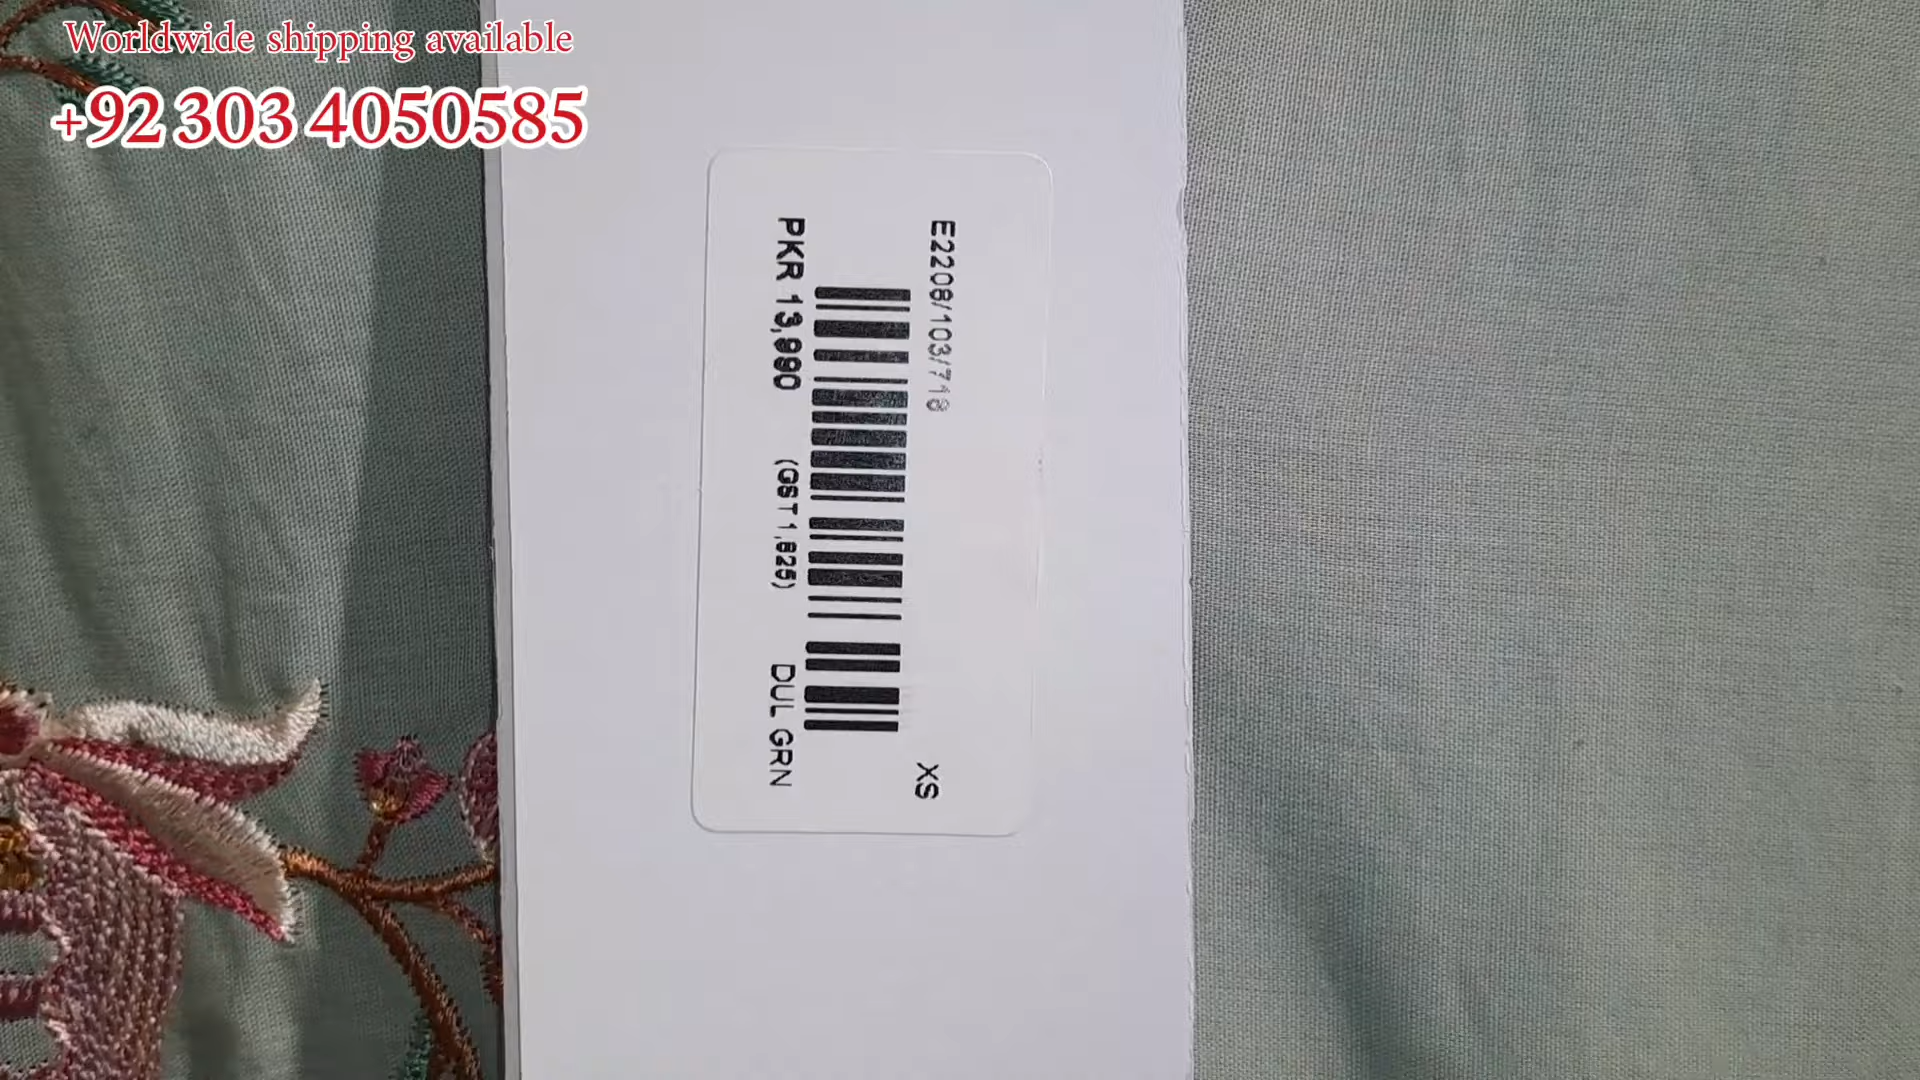 Worldwide shipping available
+92 303 4050585
E2208/103/718
XS
PKR 13,990 (GST 1,825) DUL GRN